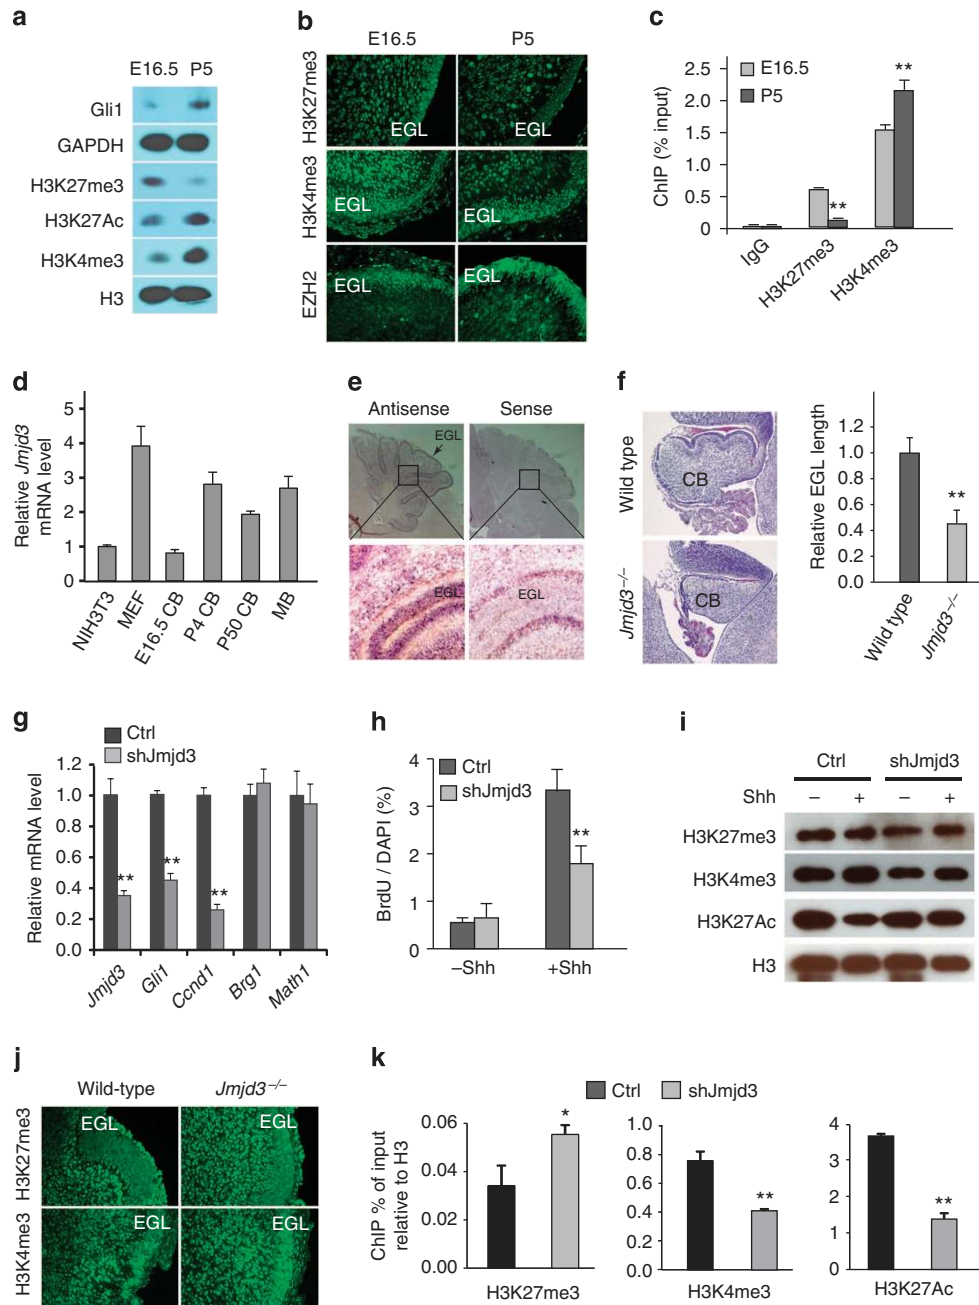 a
E16.5 P5
Gli1
GAPDH
H3K27me3
H3K27Ac
H3K4me3
H3
b
E16.5 P5
H3K27me3
EGL EGL
H3K4me3
EGL EGL
EZH2
EGL EGL
c
E16.5
P5
ChIP (% input)
2.5
2.0
1.5
1.0
0.5
0
**
**
IgG
H3K27me3
H3K4me3
d
Relative Jmjd3
mRNA level
5
4
3
2
1
0
NIH3T3
MEF
E16.5 CB
P4 CB
P50 CB
MB
e
Antisense Sense
EGL
EGL EGL
f
Wild type
CB
Jmjd3–/–
CB
Relative EGL length
1.2
1.0
0.8
0.6
0.4
0.2
0.0
**
Wild type
Jmjd3–/–
g
Ctrl
shJmjd3
Relative mRNA level
1.2
1.0
0.8
0.6
0.4
0.2
0.0
**
**
**
Jmjd3
Gli1
Ccnd1
Brg1
Math1
h
Ctrl
shJmjd3
BrdU / DAPI (%)
4
3
2
1
0
**
–Shh +Shh
i
Ctrl shJmjd3
Shh – + – +
H3K27me3
H3K4me3
H3K27Ac
H3
j
Wild-type Jmjd3–/–
H3K27me3
EGL EGL
H3K4me3
EGL EGL
k
Ctrl shJmjd3
ChIP % of input
relative to H3
0.06
0.04
0.02
0.00
*
H3K27me3
1.0
0.8
0.6
0.4
0.2
0.0
**
H3K4me3
4
3
2
1
0
**
H3K27Ac